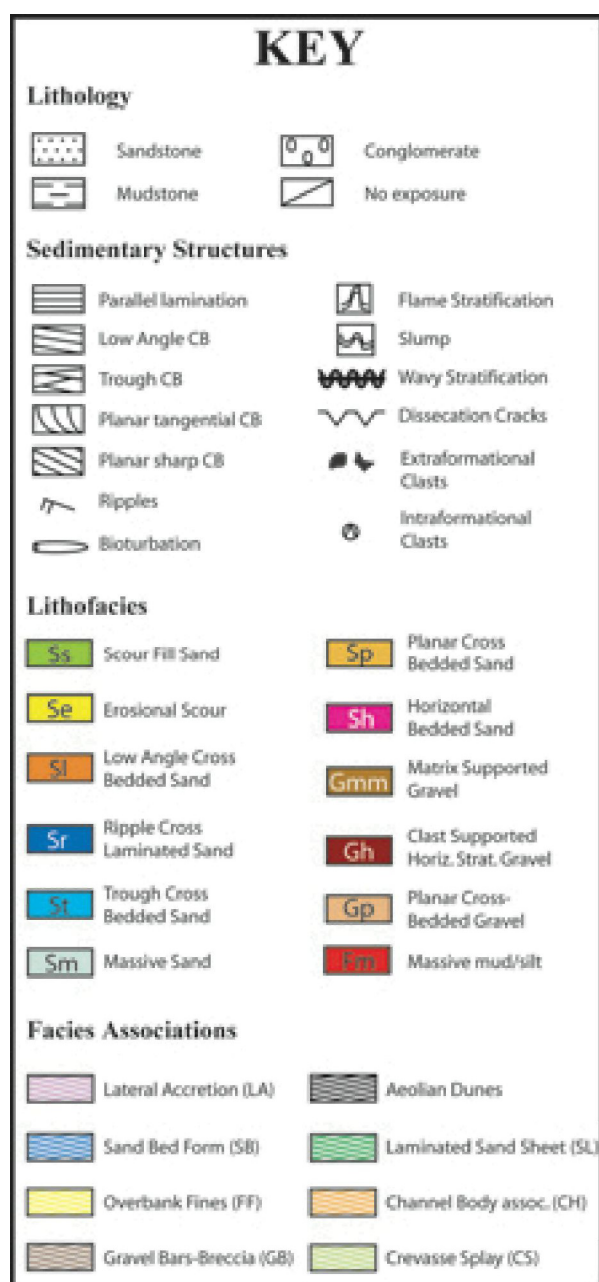 KEY
Lithology
Sandstone
Conglomerate
Mudstone
No exposure
Sedimentary Structures
Parallel lamination
Flame Stratification
Low Angle CB
Slump
Trough CB
Wavy Stratification
Planar tangential CB
Dissecation Cracks
Planar sharp CB
Extraformational
Clasts
Ripples
Intraformational
Clasts
Bioturbation
Lithofacies
Ss Scour Fill Sand
Sp Planar Cross
Bedded Sand
Se Erosional Scour
Sh Horizontal
Bedded Sand
Sl Low Angle Cross
Bedded Sand
Gmm Matrix Supported
Gravel
Sr Ripple Cross
Laminated Sand
Gh Clast Supported
Horiz. Strat. Gravel
St Trough Cross
Bedded Sand
Gp Planar Cross-
Bedded Gravel
Sm Massive Sand
Fm Massive mud/silt
Facies Associations
Lateral Accretion (LA)
Aeolian Dunes
Sand Bed Form (SB)
Laminated Sand Sheet (SL)
Overbank Fines (FF)
Channel Body assoc. (CH)
Gravel Bars-Breccia (GB)
Crevasse Splay (CS)